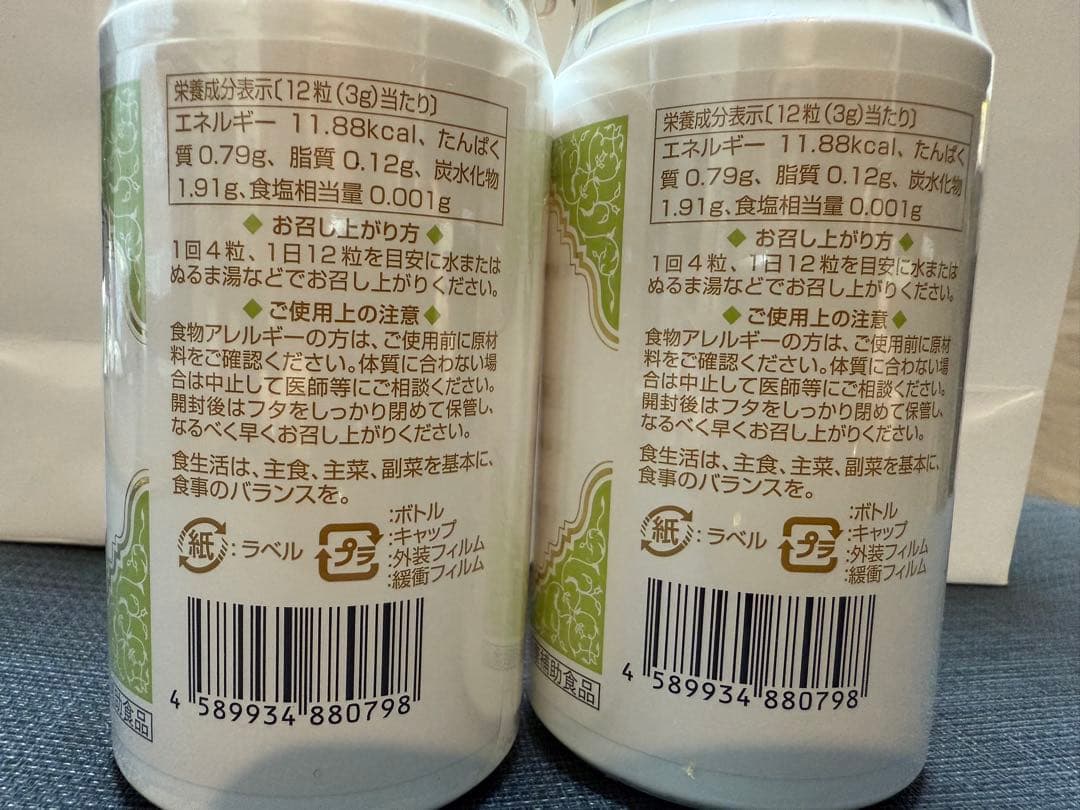 栄養成分表示〔12粒(3g)当たり〕
エネルギー 11.88kcal、たんぱく
質 0.79g、脂質 0.12g、炭水化物
1.91g、食塩相当量 0.001g
◆ お召し上がり方 ◆
1回4粒、1日12粒を目安に水または
ぬるま湯などでお召し上がりください。
◆ ご使用上の注意 ◆
食物アレルギーの方は、ご使用前に原材
料をご確認ください。体質に合わない場
合は中止して医師等にご相談ください。
開封後はフタをしっかり閉めて保管し、
なるべく早くお召し上がりください。
食生活は、主食、主菜、副菜を基本に、
食事のバランスを。
紙:ラベル
プラ
:ボトル
:キャップ
:外装フィルム
:緩衝フィルム
4 589934 880798
助食品
栄養成分表示〔12粒(3g)当たり〕
エネルギー 11.88kcal、たんぱく
質 0.79g、脂質 0.12g、炭水化物
1.91g、食塩相当量 0.001g
◆ お召し上がり方 ◆
1回4粒、1日12粒を目安に水または
ぬるま湯などでお召し上がりください。
◆ ご使用上の注意 ◆
食物アレルギーの方は、ご使用前に原材
料をご確認ください。体質に合わない場
合は中止して医師等にご相談ください。
開封後はフタをしっかり閉めて保管し、
なるべく早くお召し上がりください。
食生活は、主食、主菜、副菜を基本に、
食事のバランスを。
紙:ラベル
プラ
:ボトル
:キャップ
:外装フィルム
:緩衝フィルム
4 589934 880798
補助食品